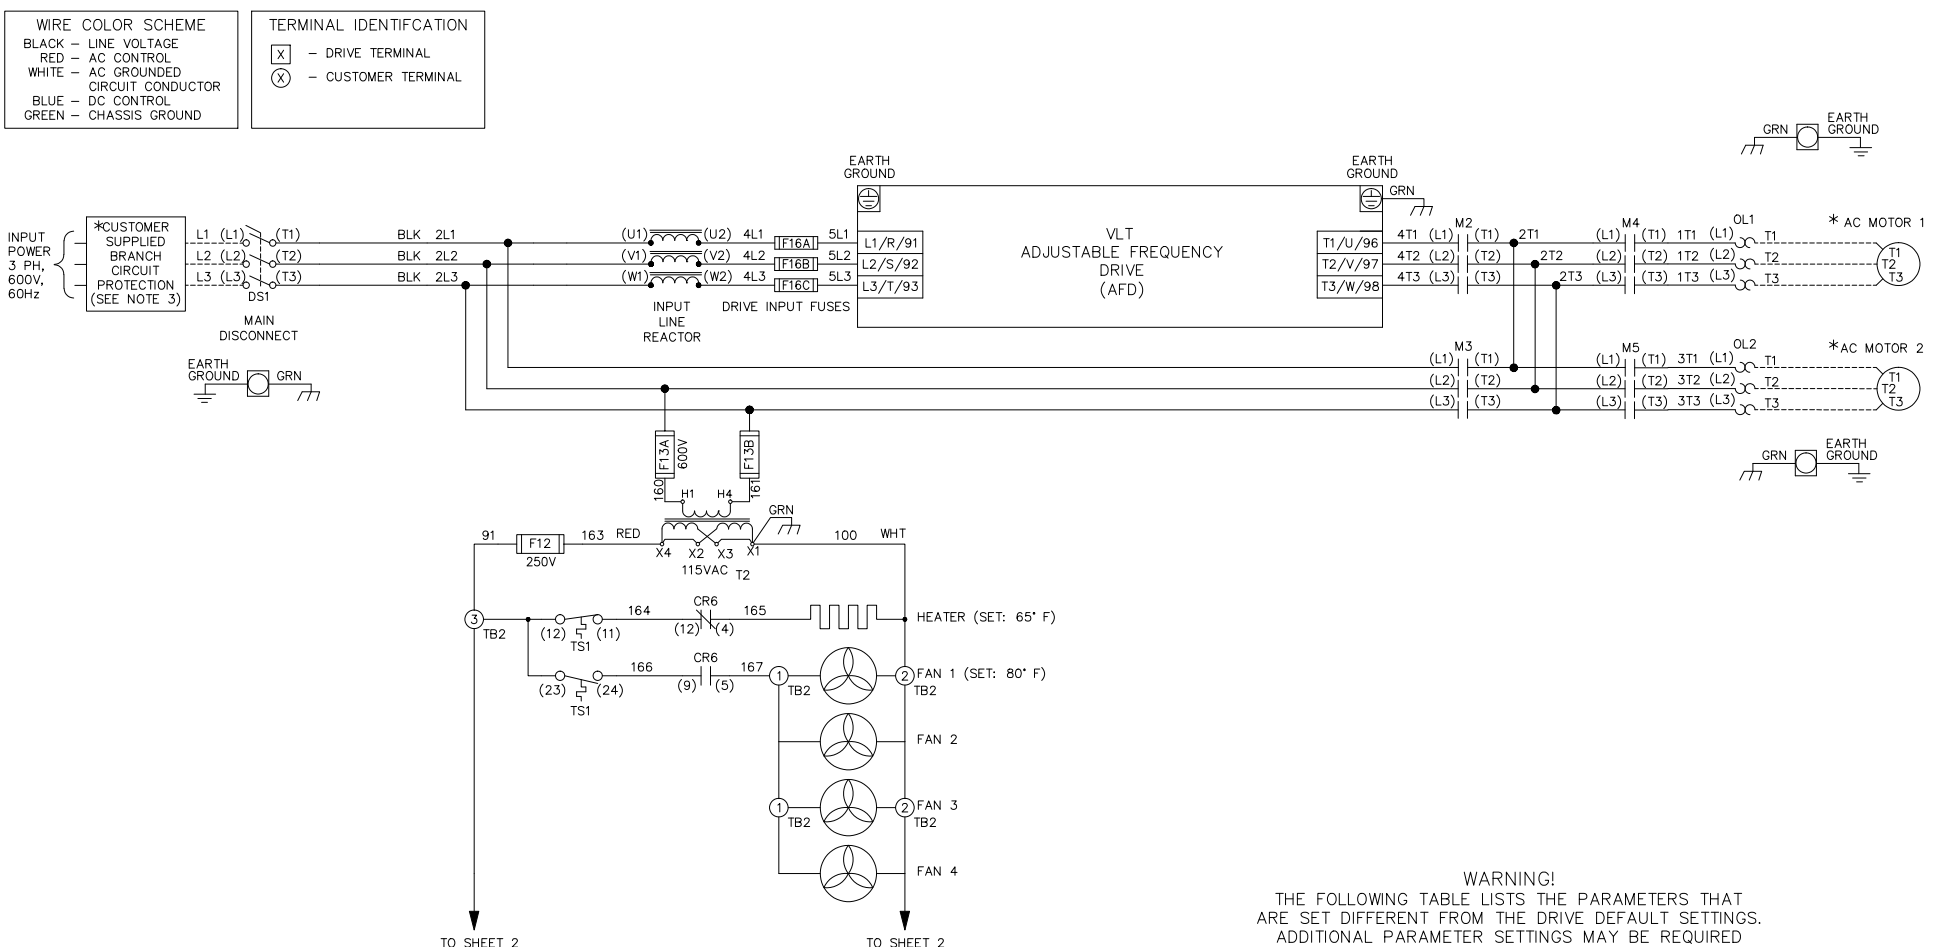 WIRE COLOR SCHEME
BLACK – LINE VOLTAGE
RED – AC CONTROL
WHITE – AC GROUNDED
CIRCUIT CONDUCTOR
BLUE – DC CONTROL
GREEN – CHASSIS GROUND
TERMINAL IDENTIFCATION
X – DRIVE TERMINAL
X – CUSTOMER TERMINAL
GRN
EARTH
GROUND
INPUT
POWER
3 PH,
600V,
60Hz
*CUSTOMER
SUPPLIED
BRANCH
CIRCUIT
PROTECTION
(SEE NOTE 3)
L1 (L1) (T1) BLK 2L1 (U1) (U2) 4L1 F16A 5L1 L1/R/91
L2 (L2) (T2) BLK 2L2 (V1) (V2) 4L2 F16B 5L2 L2/S/92
L3 (L3) (T3) BLK 2L3 (W1) (W2) 4L3 F16C 5L3 L3/T/93
DS1
MAIN
DISCONNECT
INPUT
LINE
REACTOR
DRIVE INPUT FUSES
EARTH
GROUND
VLT
ADJUSTABLE FREQUENCY
DRIVE
(AFD)
EARTH
GROUND
GRN
M2 M4 OL1 * AC MOTOR 1
T1/U/96 4T1 (L1) (T1) 2T1 (L1) (T1) 1T1 (L1) T1
T2/V/97 4T2 (L2) (T2) 2T2 (L2) (T2) 1T2 (L2) T2
T3/W/98 4T3 (L3) (T3) 2T3 (L3) (T3) 1T3 (L3) T3
T1
T2
T3
EARTH
GROUND GRN
M3 M5 OL2 *AC MOTOR 2
(L1) (T1) (L1) (T1) 3T1 (L1) T1
(L2) (T2) (L2) (T2) 3T2 (L2) T2
(L3) (T3) (L3) (T3) 3T3 (L3) T3
T1
T2
T3
GRN
EARTH
GROUND
F13A
600V
F13B
160
161
H1 H4
GRN
91 F12 163 RED
250V
X4 X2 X3 X1
115VAC T2
100 WHT
3
TB2
(12) (11)
TS1
164
CR6
(12) (4)
165
HEATER (SET: 65° F)
(23) (24)
TS1
166
CR6
(9) (5)
167
1
TB2
2
TB2
FAN 1 (SET: 80° F)
FAN 2
1
TB2
2
TB2
FAN 3
FAN 4
TO SHEET 2
TO SHEET 2
WARNING!
THE FOLLOWING TABLE LISTS THE PARAMETERS THAT
ARE SET DIFFERENT FROM THE DRIVE DEFAULT SETTINGS.
ADDITIONAL PARAMETER SETTINGS MAY BE REQUIRED